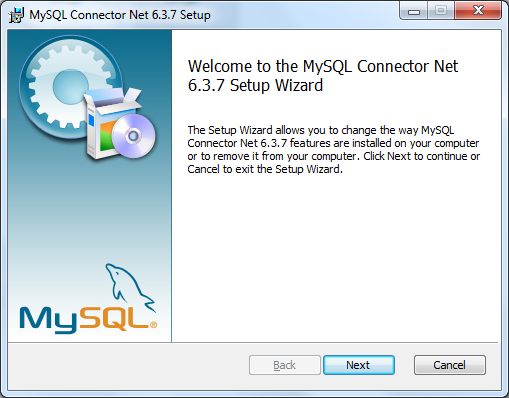 MySQL Connector Net 6.3.7 Setup
Welcome to the MySQL Connector Net
6.3.7 Setup Wizard
The Setup Wizard allows you to change the way MySQL
Connector Net 6.3.7 features are installed on your computer
or to remove it from your computer. Click Next to continue or
Cancel to exit the Setup Wizard.
MySQL®
Back Next Cancel